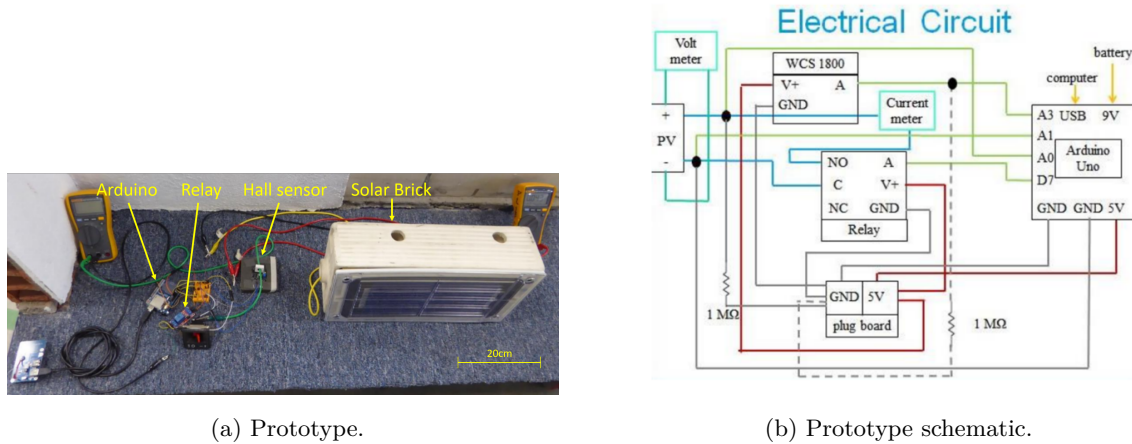 Arduino
Relay
Hall sensor
Solar Brick
20cm
(a) Prototype.
Electrical Circuit
Volt
meter
WCS 1800
V+ A
GND
Current
meter
battery
computer
A3 USB 9V
A1
A0
D7
Arduino
Uno
GND GND 5V
+
PV
-
NO A
C V+
NC GND
Relay
1 MΩ
GND 5V
plug board
1 MΩ
(b) Prototype schematic.